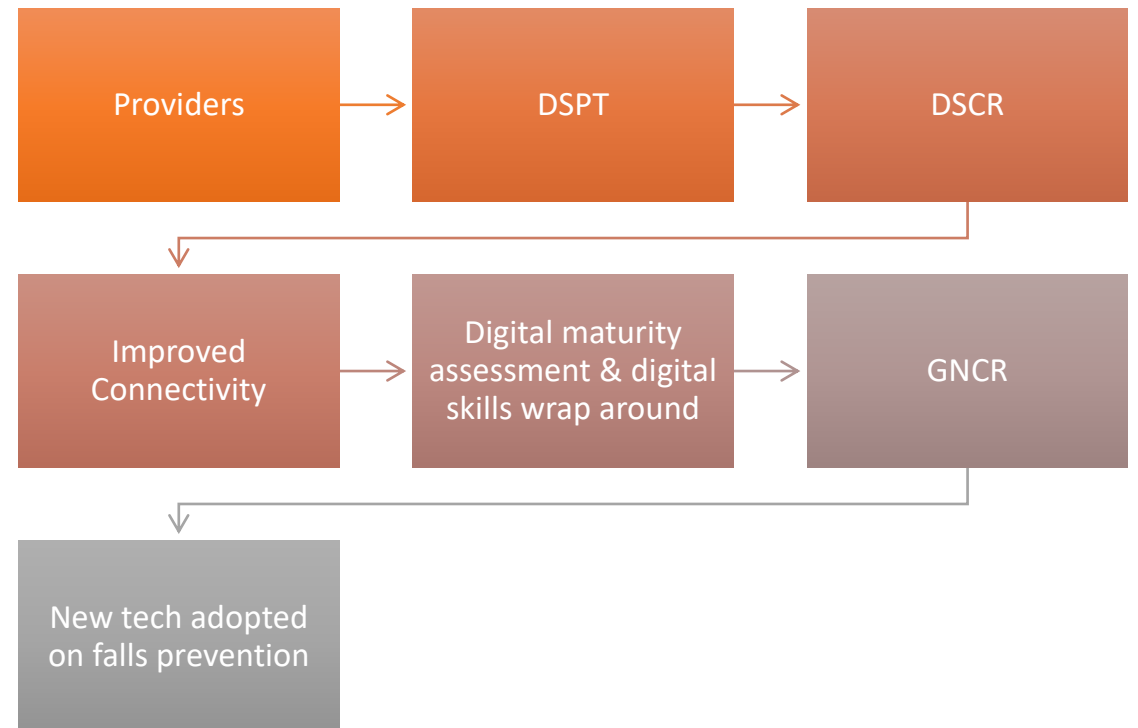 Providers
DSPT
DSCR
Improved
Connectivity
Digital maturity
assessment & digital
skills wrap around
GNCR
New tech adopted
on falls prevention